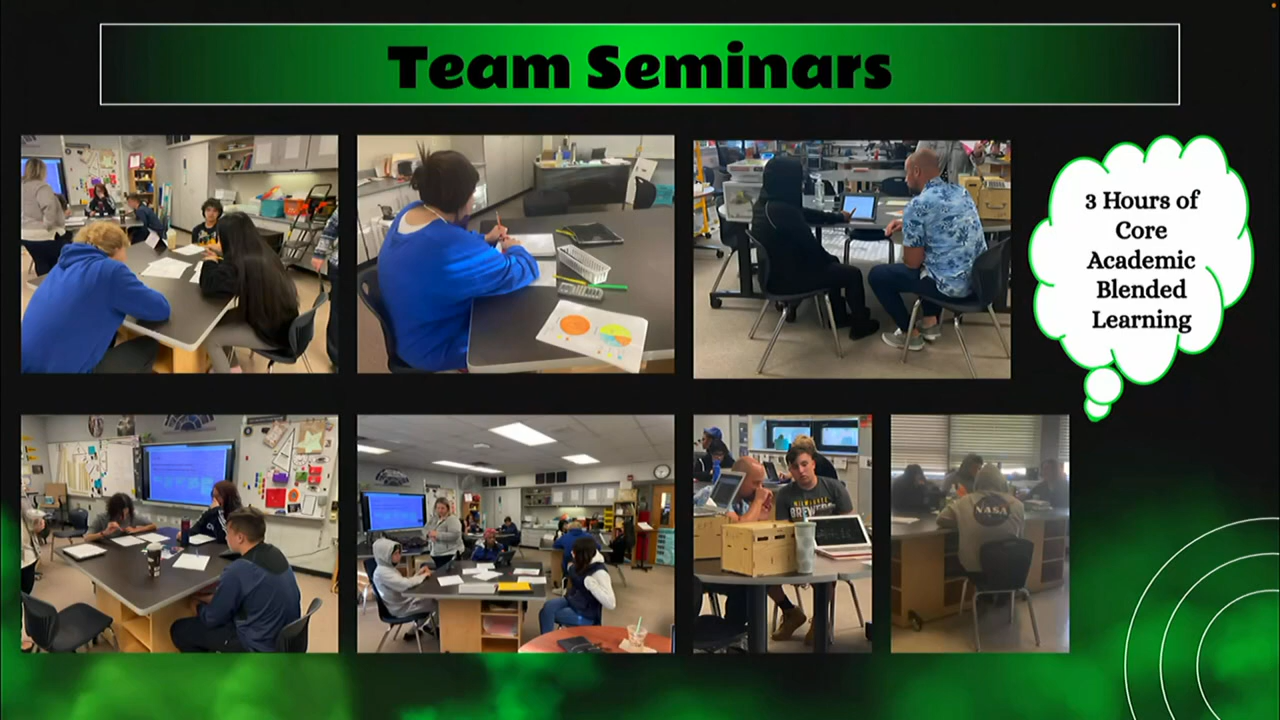 Team Seminars
3 Hours of
Core
Academic
Blended
Learning
MILWAUKEE
BREWERS
NASA